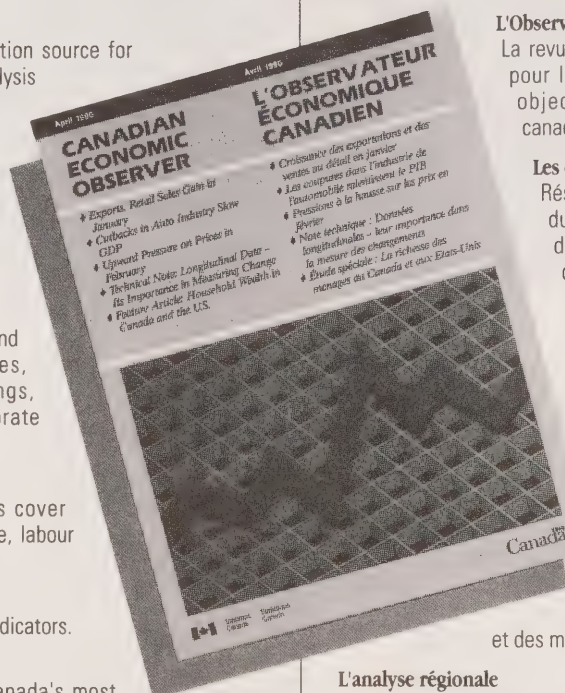 tion source for
lysis
nd
es,
ngs,
orate
s cover
e, labour
dicators.
anada's most
April 1990
Avril 1990
CANADIAN
ECONOMIC
OBSERVER
♦ Exports, Retail Sales Gain in
January
♦ Cutbacks in Auto Industry Slow
GDP
♦ Upward Pressure on Prices in
February
♦ Technical Note: Longitudinal Data –
Its Importance in Measuring Change
♦ Feature Article: Household Wealth in
Canada and the U.S.
L'OBSERVATEUR
ÉCONOMIQUE
CANADIEN
♦ Croissance des exportations et des
ventes au détail en janvier
♦ Les coupures dans l'industrie de
l'automobile ralentissent le PIB
♦ Pressions à la hausse sur les prix en
février
♦ Note technique : Données
longitudinales – leur importance dans
la mesure des changements
♦ Étude spéciale : La richesse des
ménages au Canada et aux États-Unis
Statistics Canada
Statistique Canada
Canada
L'Observ
La revu
pour l
objec
canac
Les
Rés
du
d
c
et des m
L'analyse régionale